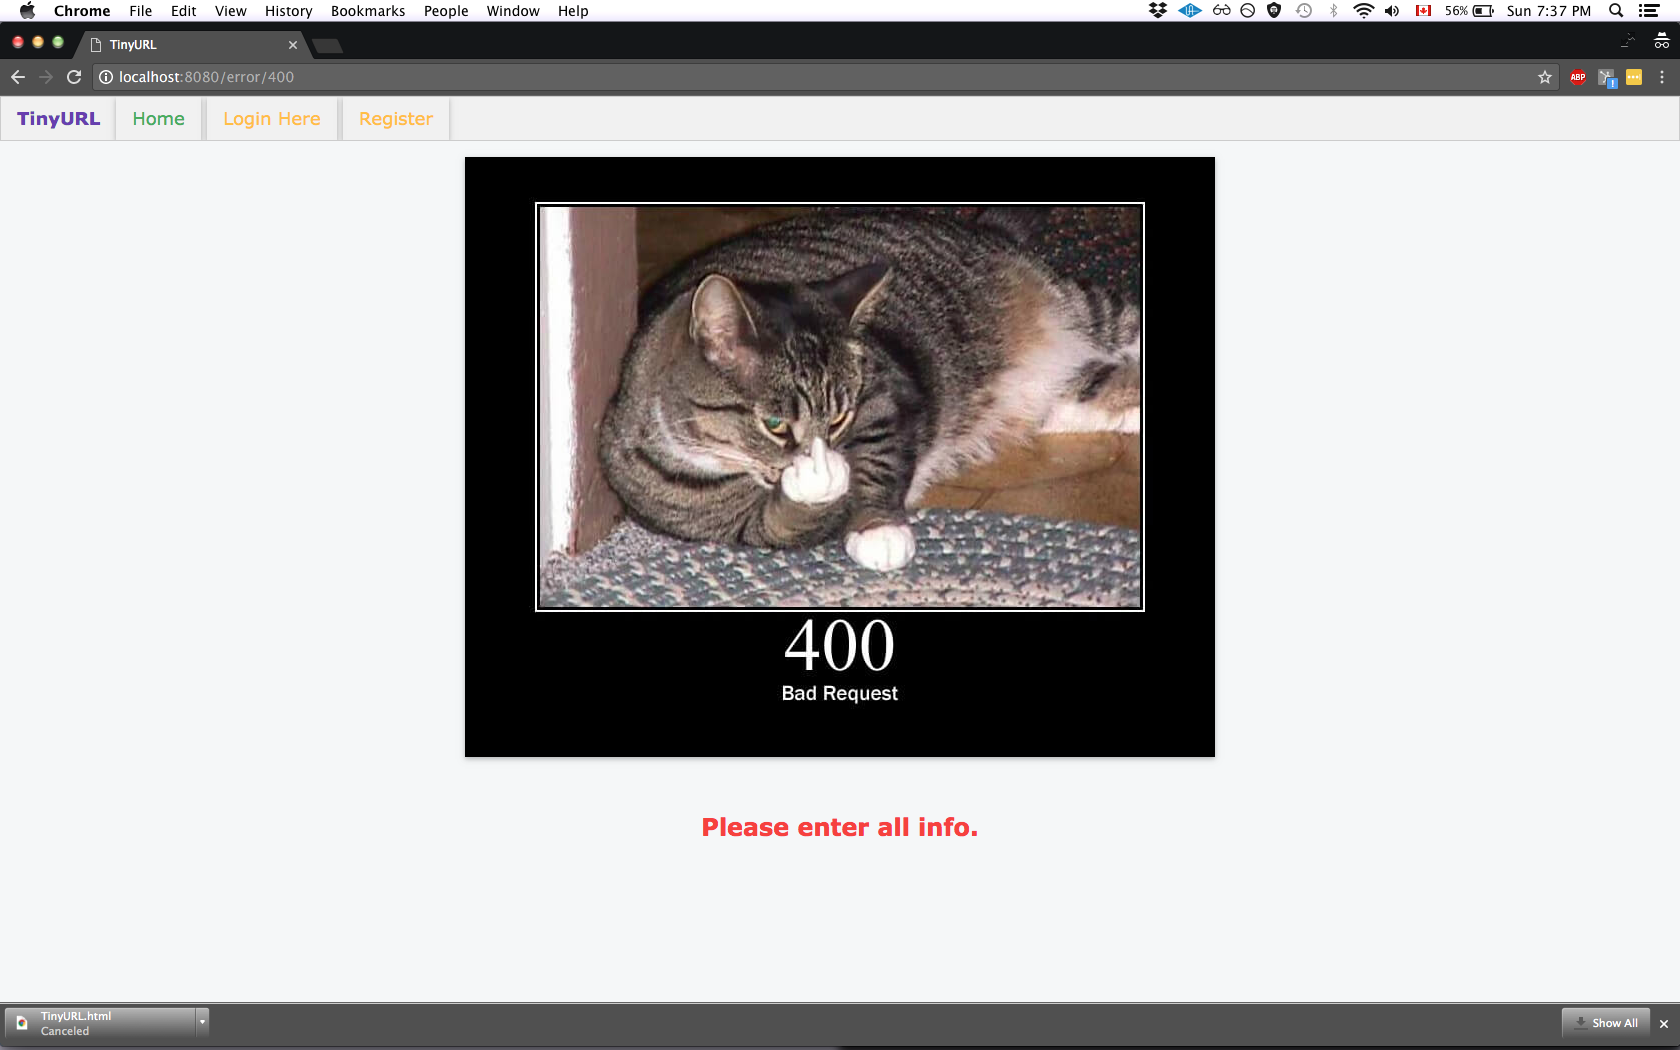 Chrome File Edit View History Bookmarks People Window Help 56% Sun 7:37 PM
TinyURL
localhost:8080/error/400 ABP
TinyURL Home Login Here Register
400
Bad Request
Please enter all info.
TinyURL.html
Canceled
Show All